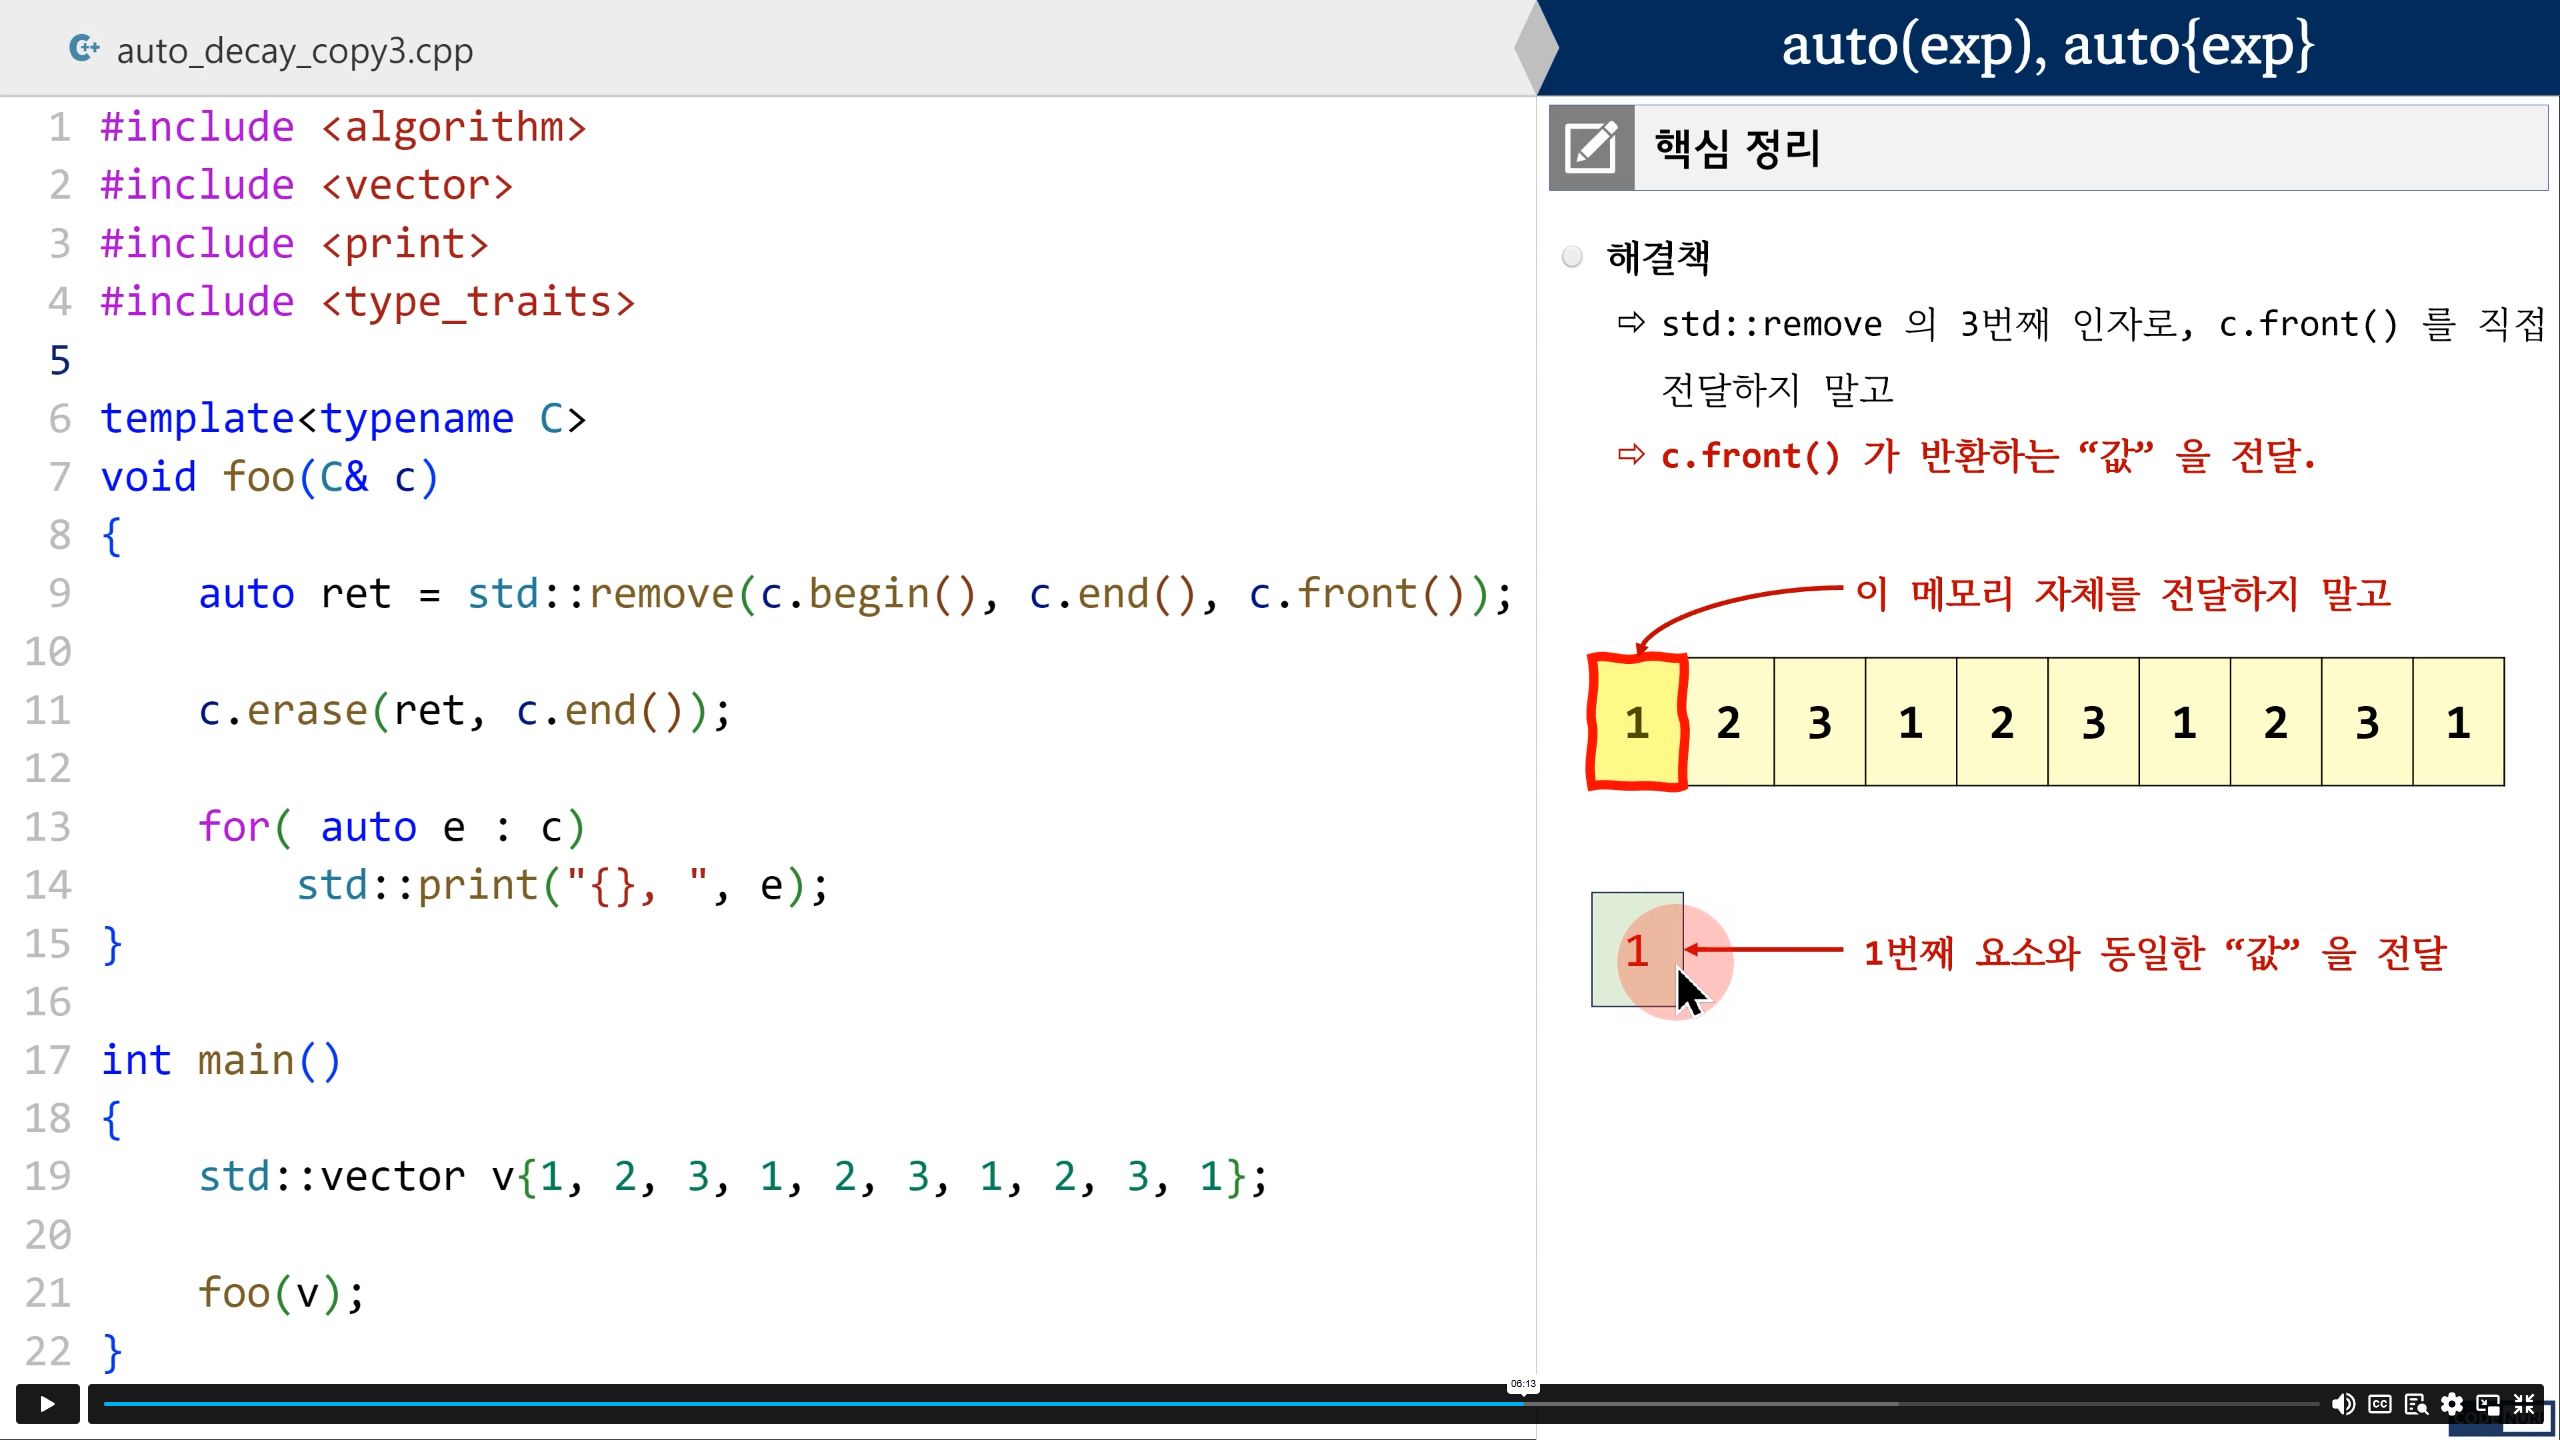 auto_decay_copy3.cpp
auto(exp), auto{exp}
1 #include <algorithm>
2 #include <vector>
3 #include <print>
4 #include <type_traits>
5
6 template<typename C>
7 void foo(C& c)
8 {
9     auto ret = std::remove(c.begin(), c.end(), c.front());
10
11     c.erase(ret, c.end());
12
13     for( auto e : c)
14         std::print("{}, ", e);
15 }
16
17 int main()
18 {
19     std::vector v{1, 2, 3, 1, 2, 3, 1, 2, 3, 1};
20
21     foo(v);
22 }
핵심 정리
해결책
⇨ std::remove 의 3번째 인자로, c.front() 를 직접
전달하지 말고
⇨ c.front() 가 반환하는 “값” 을 전달.
이 메모리 자체를 전달하지 말고
1 2 3 1 2 3 1 2 3 1
1
1번째 요소와 동일한 “값” 을 전달
06:13
CC